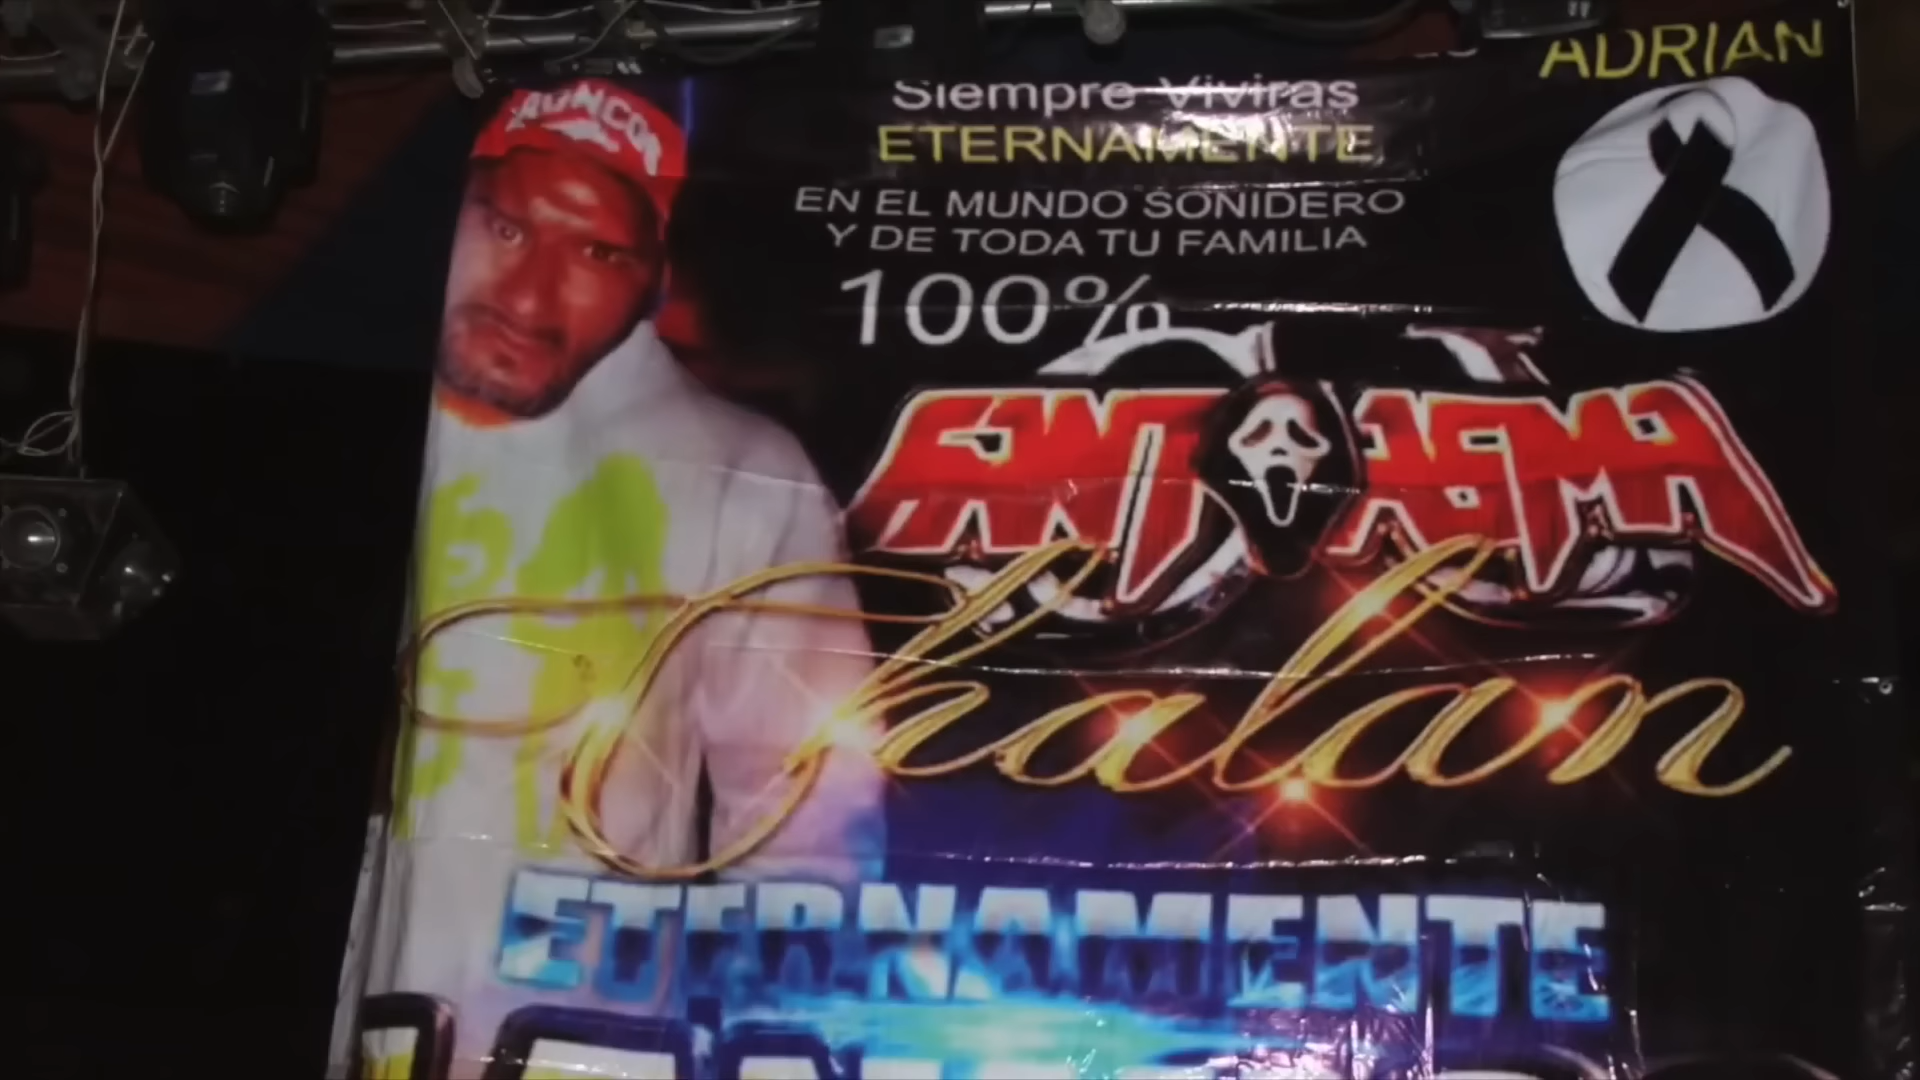 ADRIAN
Siempre Viviras
ETERNAMENTE
EN EL MUNDO SONIDERO
Y DE TODA TU FAMILIA
100%
FANTASMA
Chalan
ETERNAMENTE